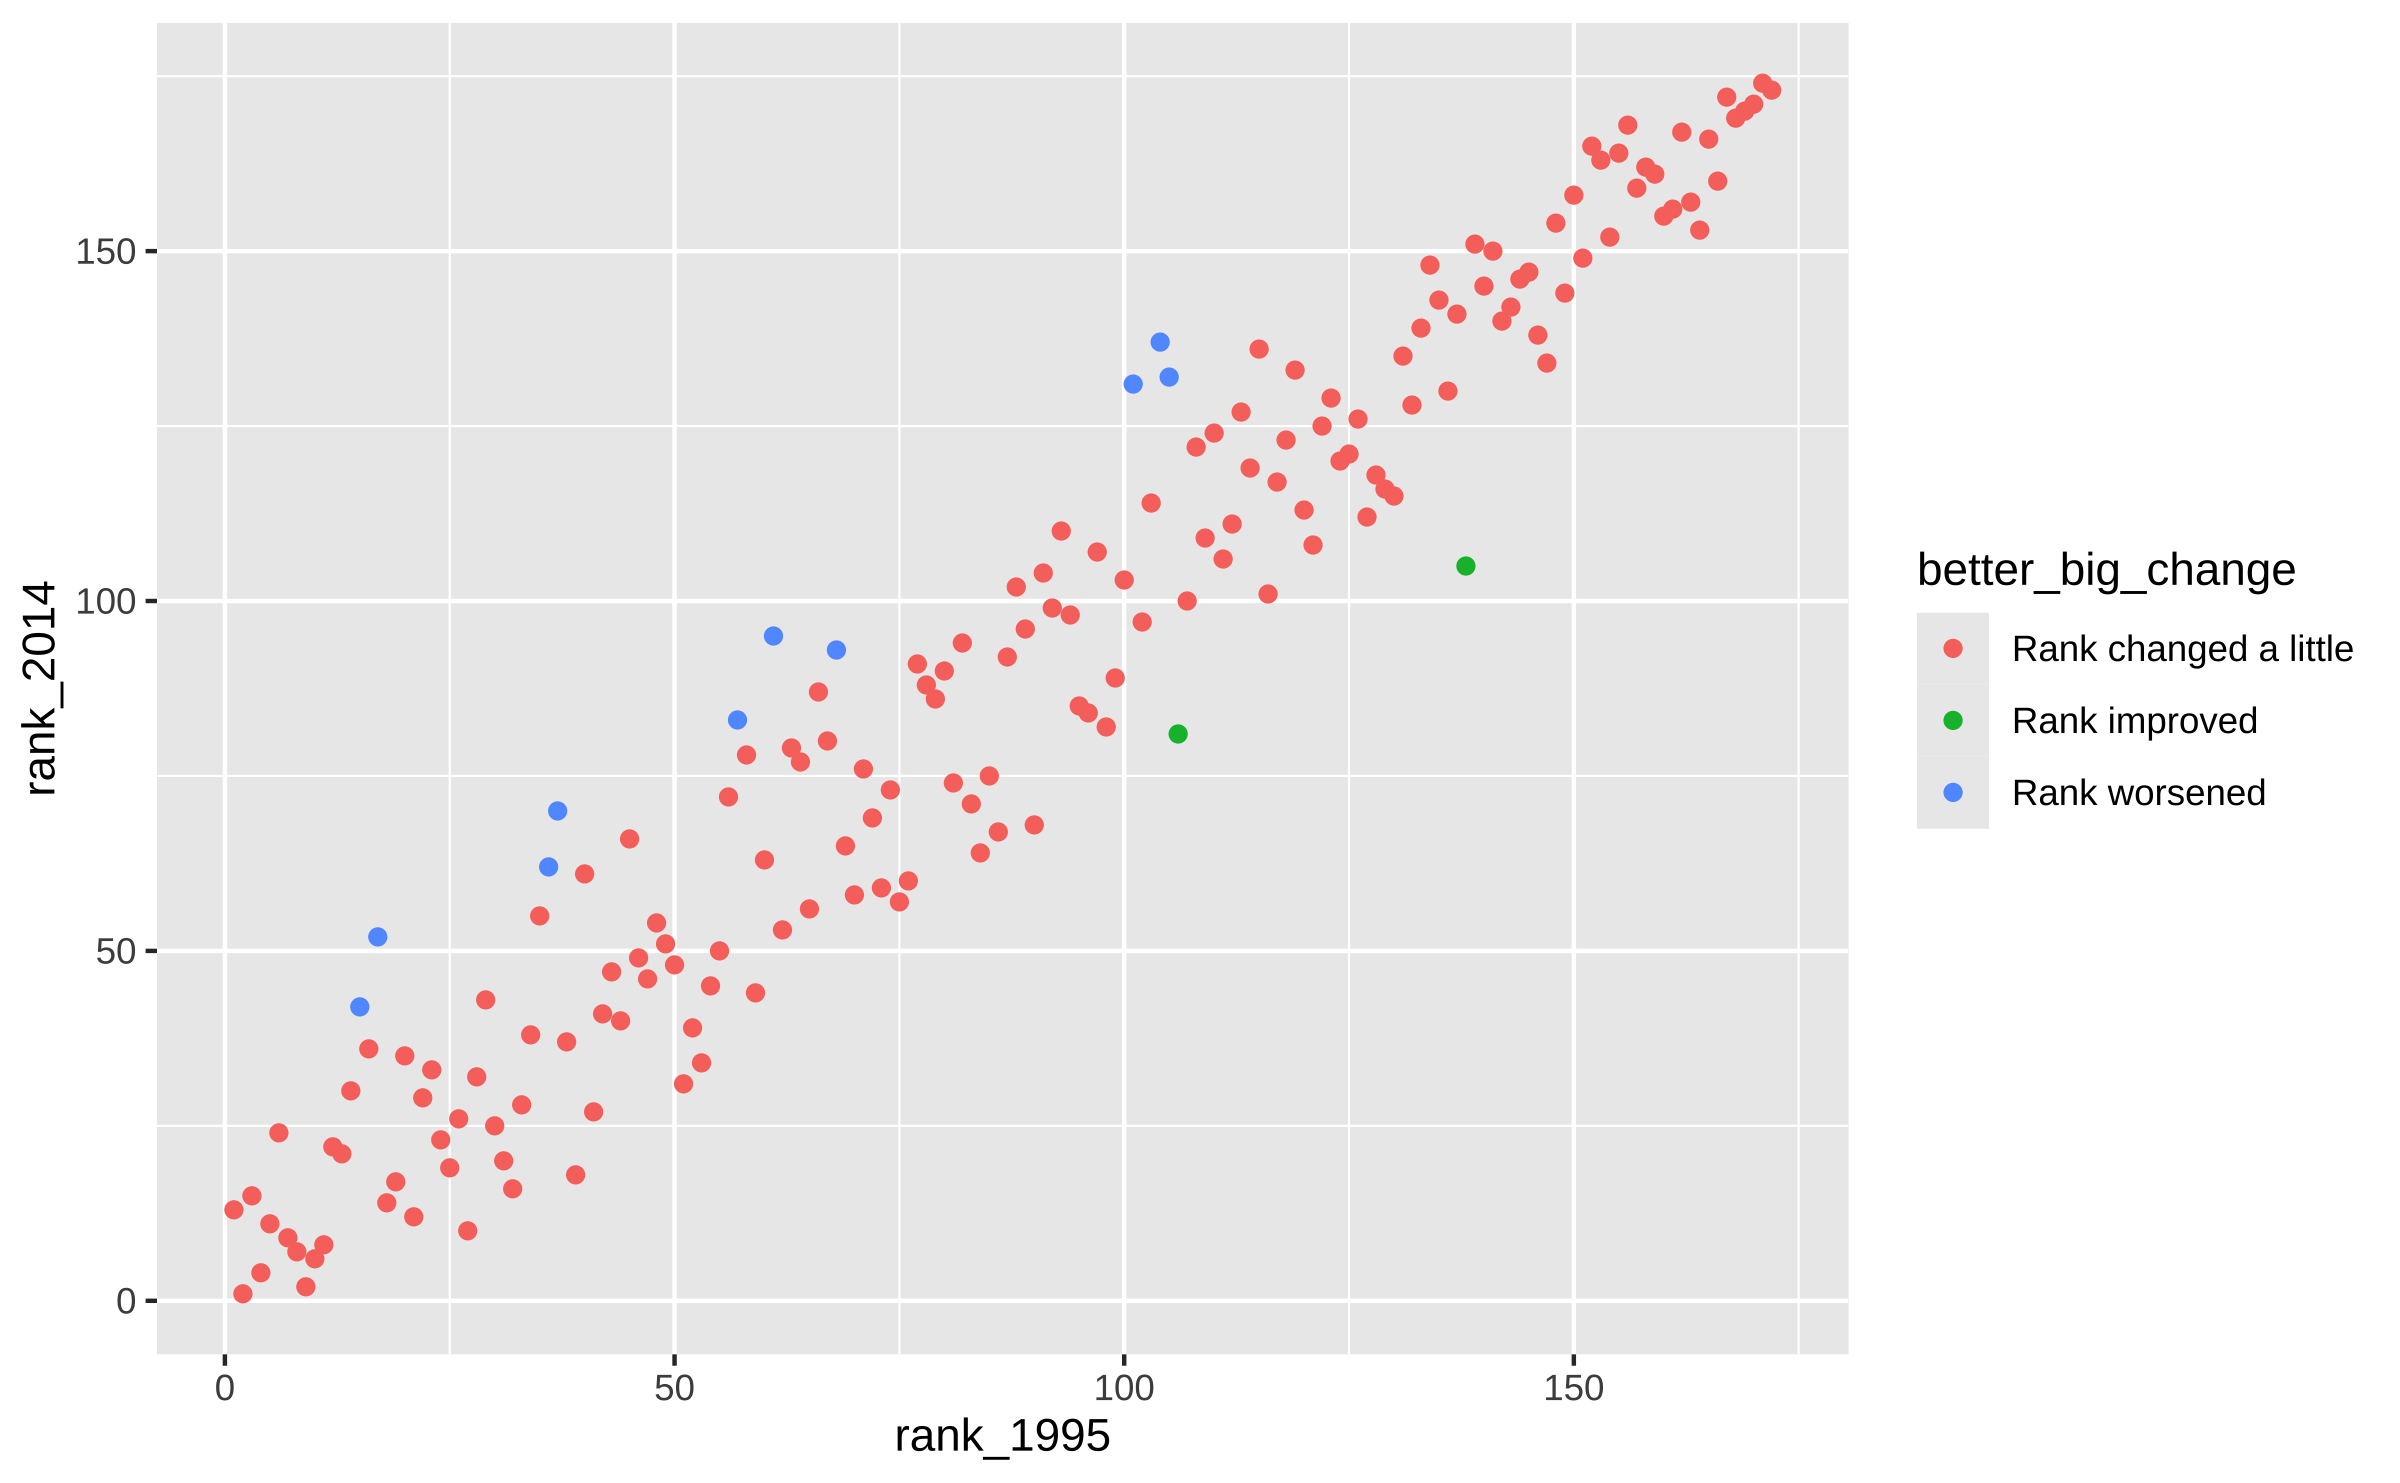 150
100
50
0
rank_2014
0 50 100 150
rank_1995
better_big_change
Rank changed a little
Rank improved
Rank worsened